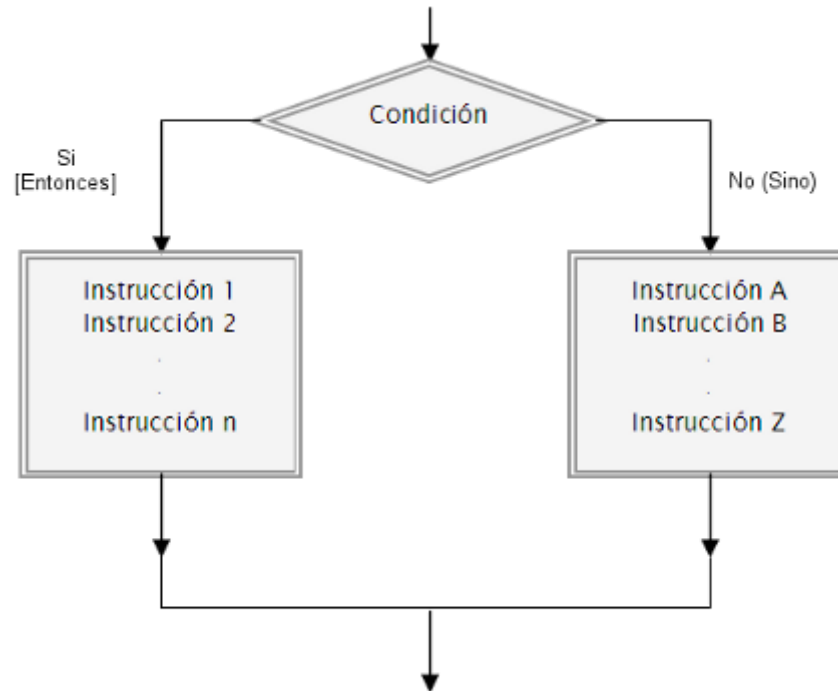 Condición
Si
[Entonces]
No (Sino)
Instrucción 1
Instrucción 2
.
.
Instrucción n
Instrucción A
Instrucción B
.
.
Instrucción Z